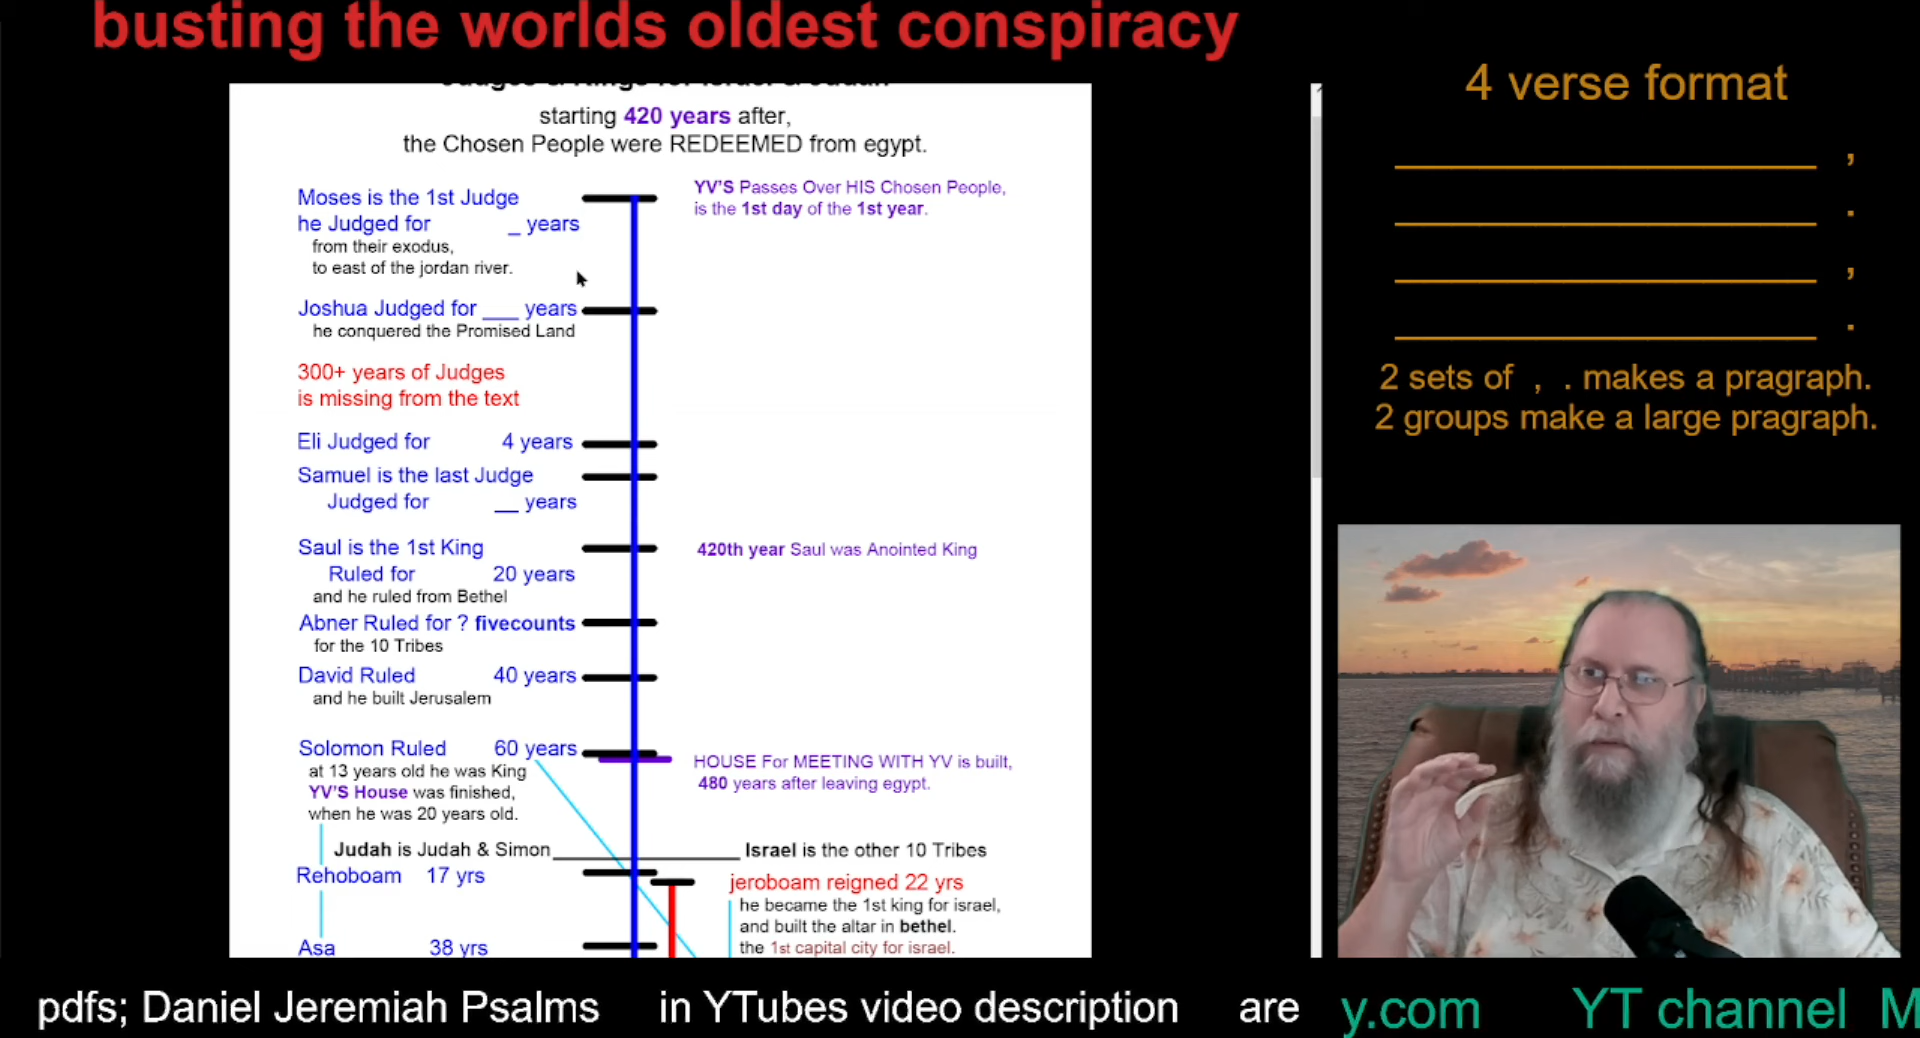 busting the worlds oldest conspiracy
Judges & Kings for Israel & Judah
starting 420 years after,
the Chosen People were REDEEMED from egypt.
Moses is the 1st Judge
he Judged for _ years
from their exodus,
to east of the jordan river.
YV'S Passes Over HIS Chosen People,
is the 1st day of the 1st year.
Joshua Judged for ___ years
he conquered the Promised Land
300+ years of Judges
is missing from the text
Eli Judged for 4 years
Samuel is the last Judge
Judged for __ years
Saul is the 1st King
Ruled for 20 years
and he ruled from Bethel
420th year Saul was Anointed King
Abner Ruled for ? fivecounts
for the 10 Tribes
David Ruled 40 years
and he built Jerusalem
Solomon Ruled 60 years
at 13 years old he was King
YV'S House was finished,
when he was 20 years old.
HOUSE For MEETING WITH YV is built,
480 years after leaving egypt.
Judah is Judah & Simon
Israel is the other 10 Tribes
Rehoboam 17 yrs
jeroboam reigned 22 yrs
he became the 1st king for israel,
and built the altar in bethel.
the 1st capital city for israel.
Asa 38 yrs
4 verse format
__________ ,
__________ .
__________ ,
__________ .
2 sets of , . makes a pragraph.
2 groups make a large pragraph.
pdfs; Daniel Jeremiah Psalms in YTubes video description are y.com YT channel M